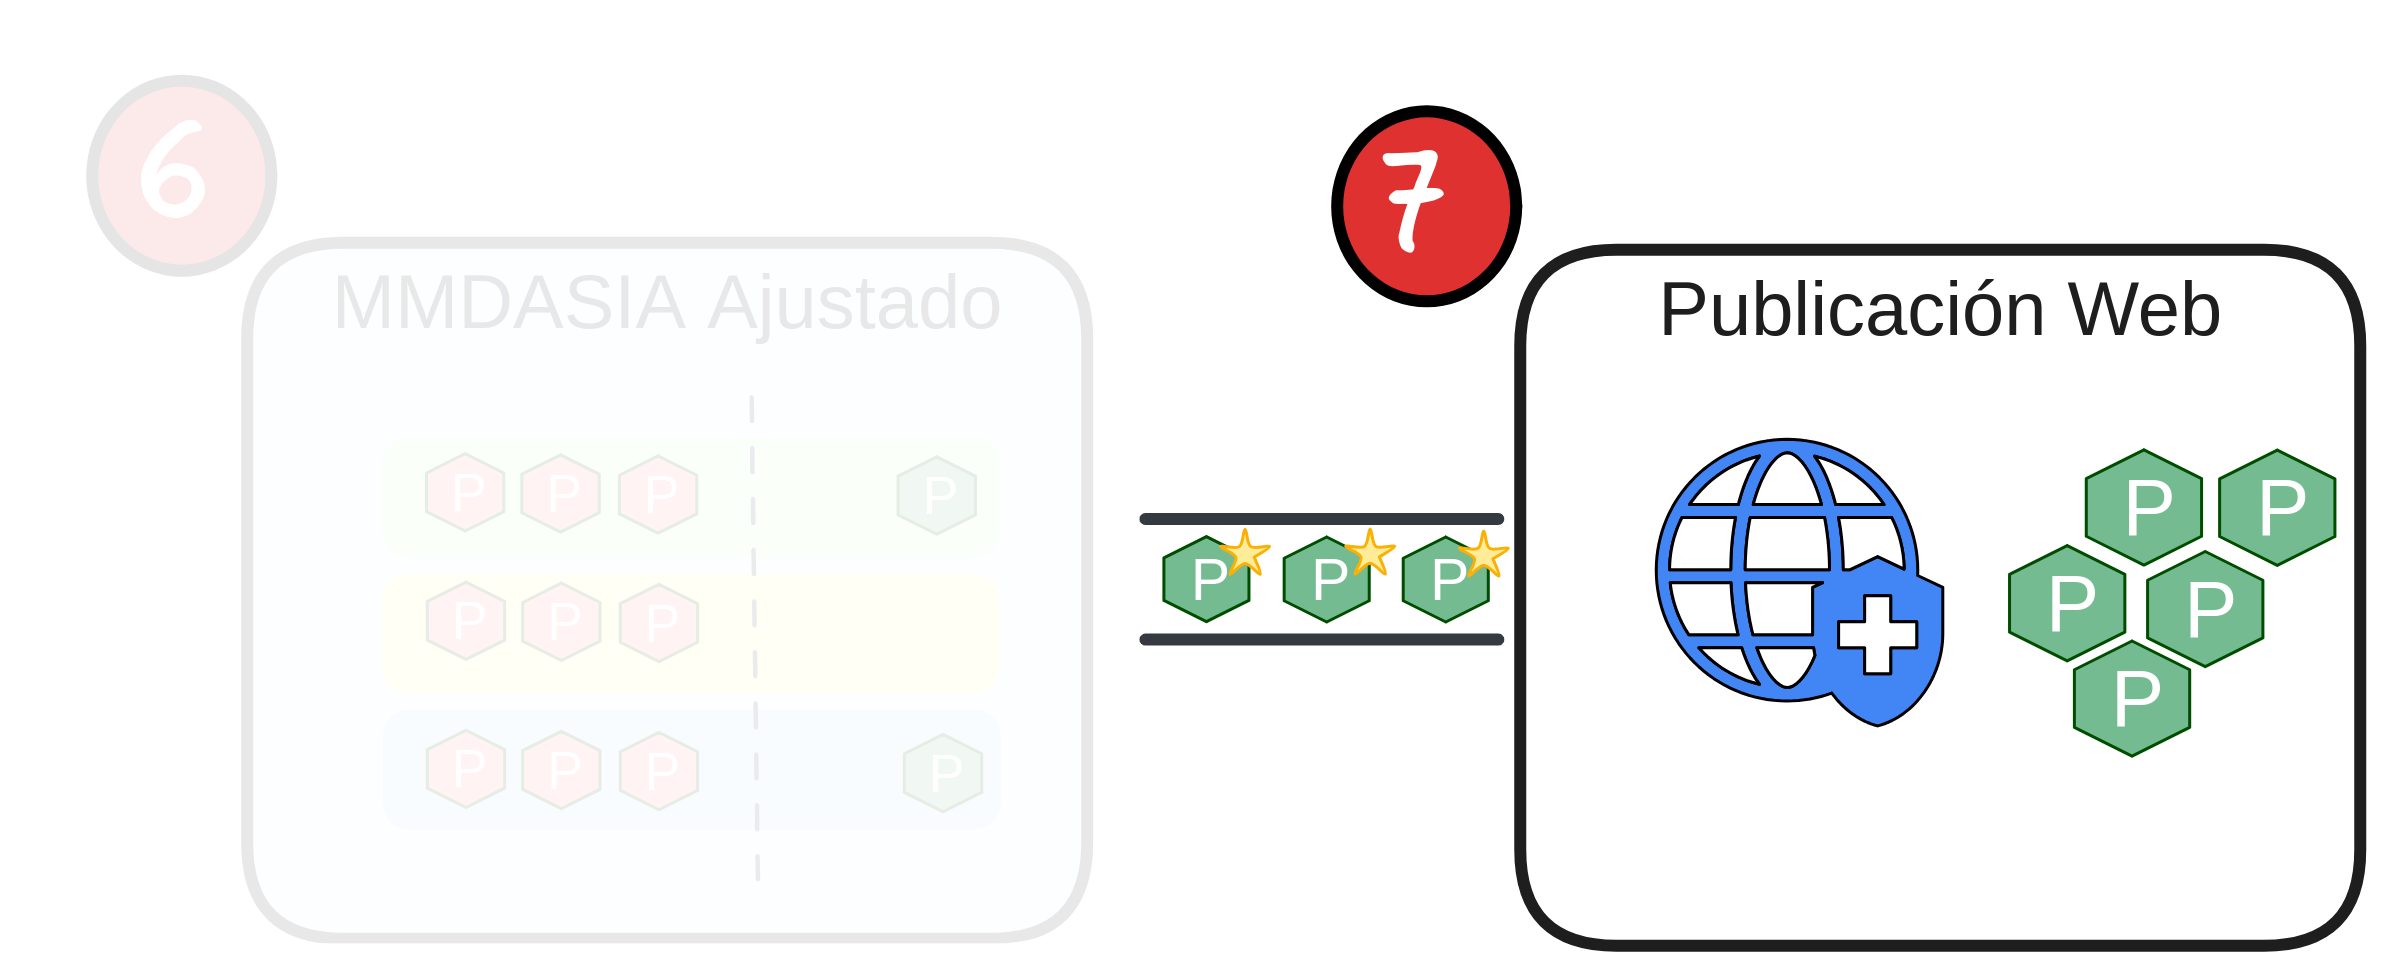 6
7
MMDASIA Ajustado
Publicación Web
P P P P
P P P
P P P P
P P P
P P
P P
P